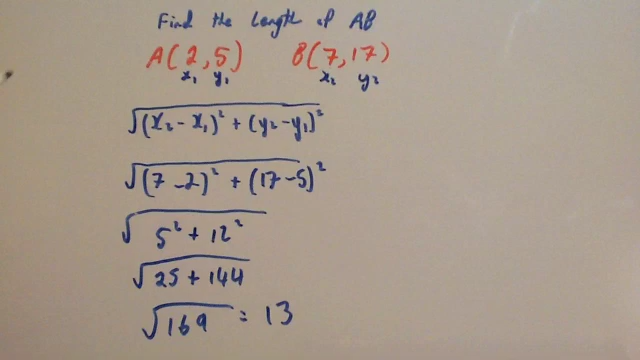 Find the length of AB
A(2,5) B(7,17)
x₁ y₁ x₂ y₂
√(x₂-x₁)² + (y₂-y₁)²
√(7-2)² + (17-5)²
√5² + 12²
√25 + 144
√169 = 13